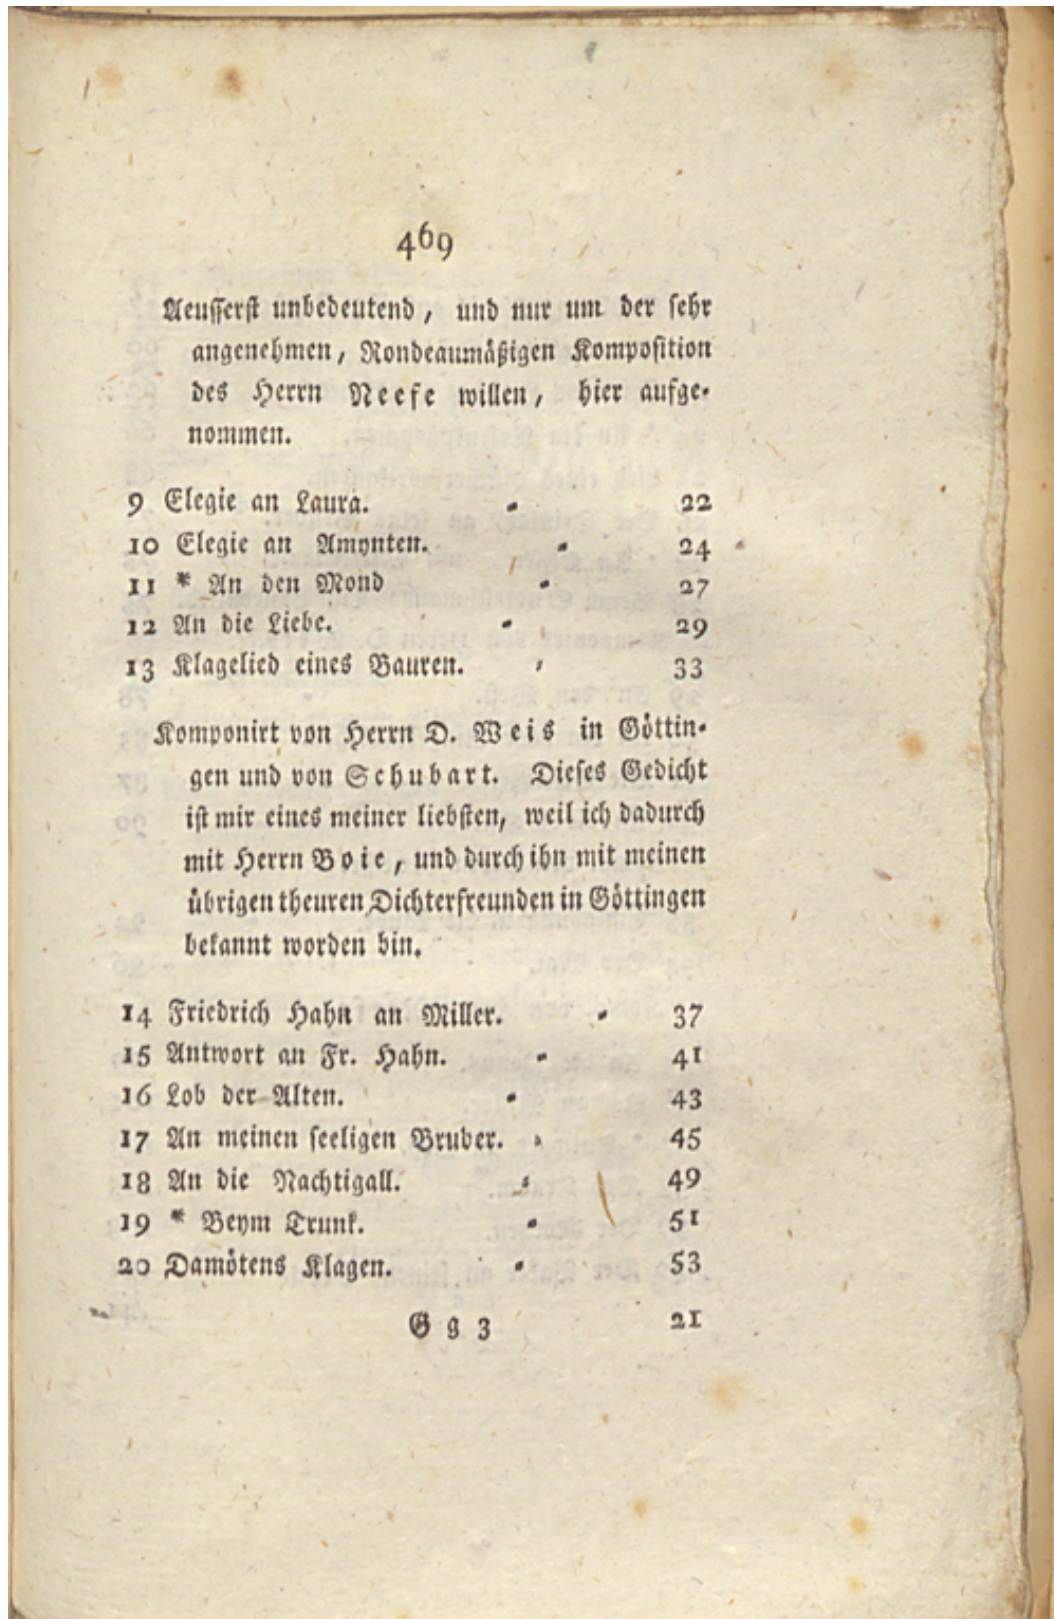 469
Aeusserst unbedeutend, und nur um der sehr
angenehmen, Rondeaumäßigen Komposition
des Herrn Neefe willen, hier aufge-
nommen.
9 Elegie an Laura. - 22
10 Elegie an Amynten. - 24
11 * An den Mond - 27
12 An die Liebe. - 29
13 Klagelied eines Bauren. - 33
Komponirt von Herrn D. Weis in Göttin-
gen und von Schubart. Dieses Gedicht
ist mir eines meiner liebsten, weil ich dadurch
mit Herrn Boie, und durch ihn mit meinen
übrigen theuren Dichterfreunden in Göttingen
bekannt worden bin.
14 Friedrich Hahn an Miller. - 37
15 Antwort an Fr. Hahn. - 41
16 Lob der Alten. - 43
17 An meinen seeligen Bruder. - 45
18 An die Nachtigall. - 49
19 * Beym Trunk. - 51
20 Damötens Klagen. - 53
Gg 3 21